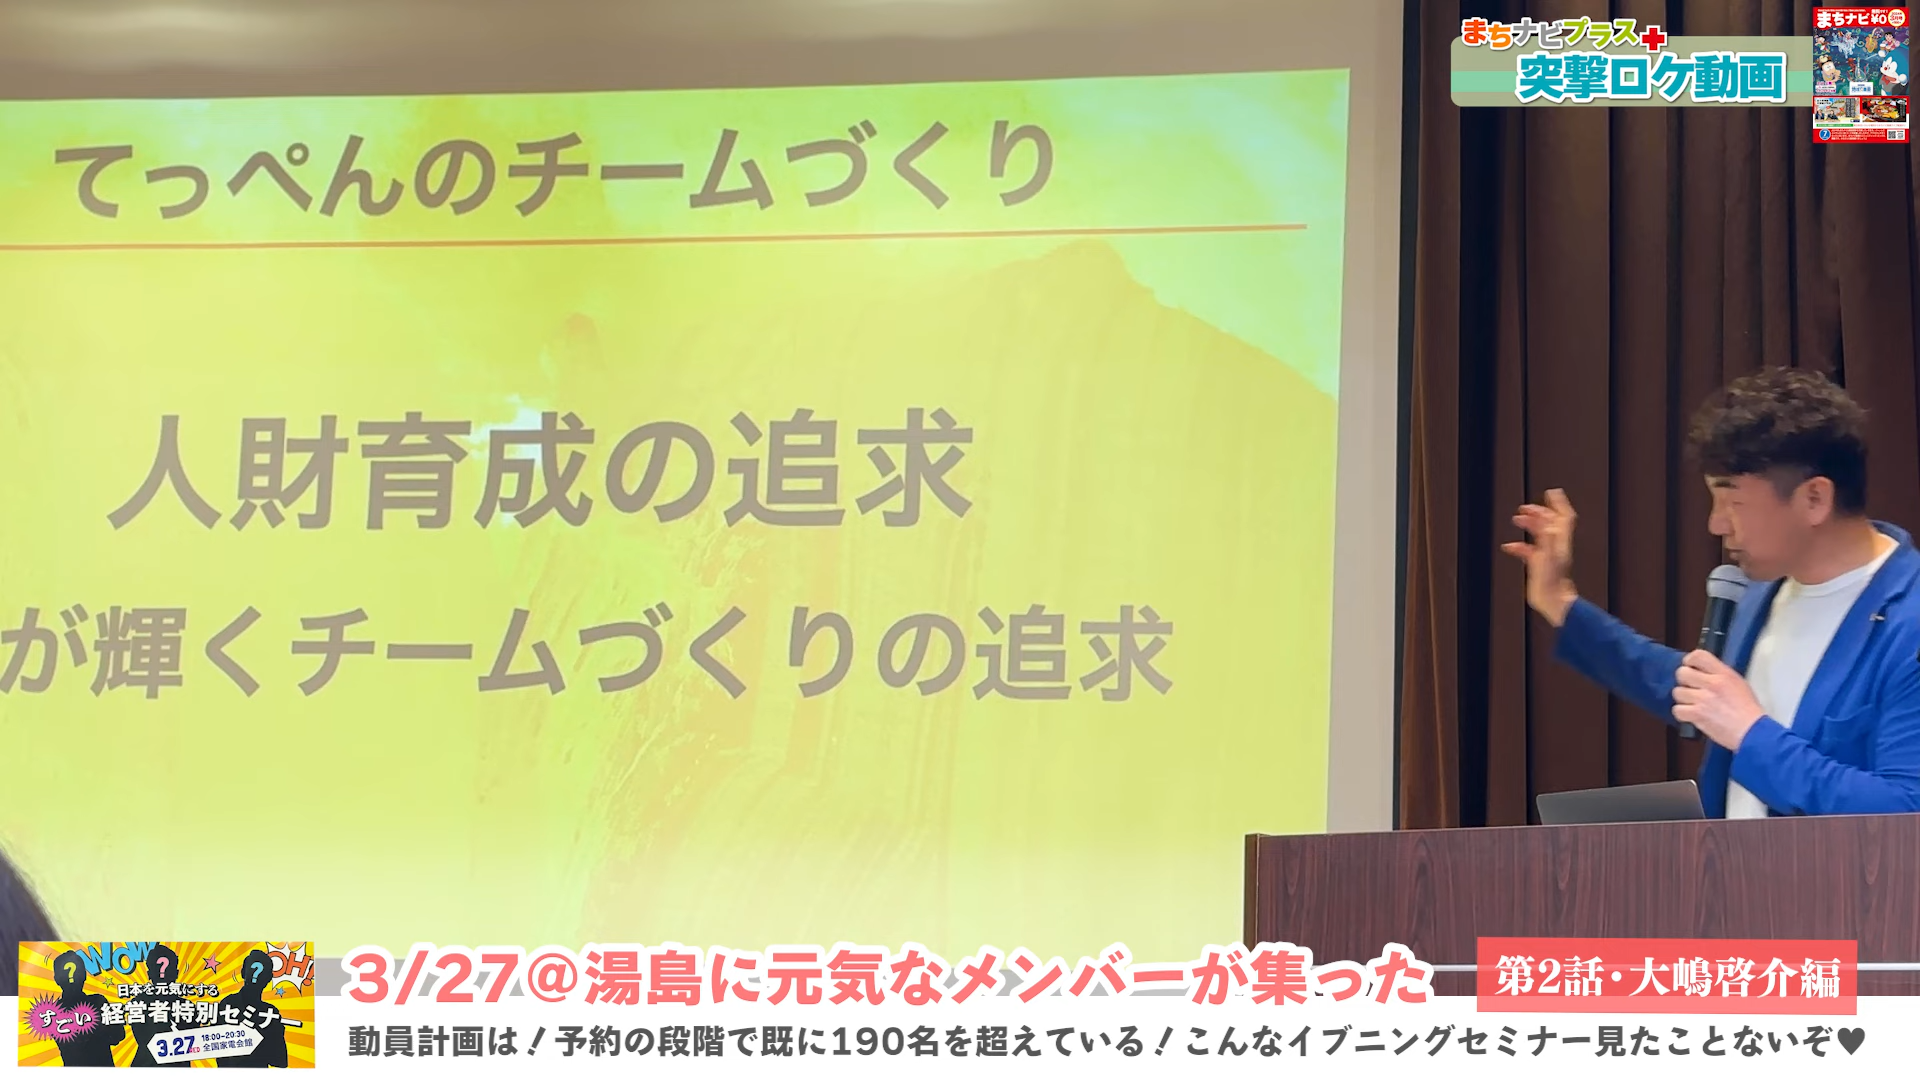 まちナビプラス+
突撃ロケ動画
まちナビ
¥0
てっぺんのチームづくり
人財育成の追求
が輝くチームづくりの追求
WOW
OH!
日本を元気にする
すごい
経営者特別セミナー
3.27 WED 18:00~20:30
全国家電会館
3/27@湯島に元気なメンバーが集った
第2話・大嶋啓介編
動員計画は！予約の段階で既に190名を超えている！こんなイブニングセミナー見たことないぞ♥